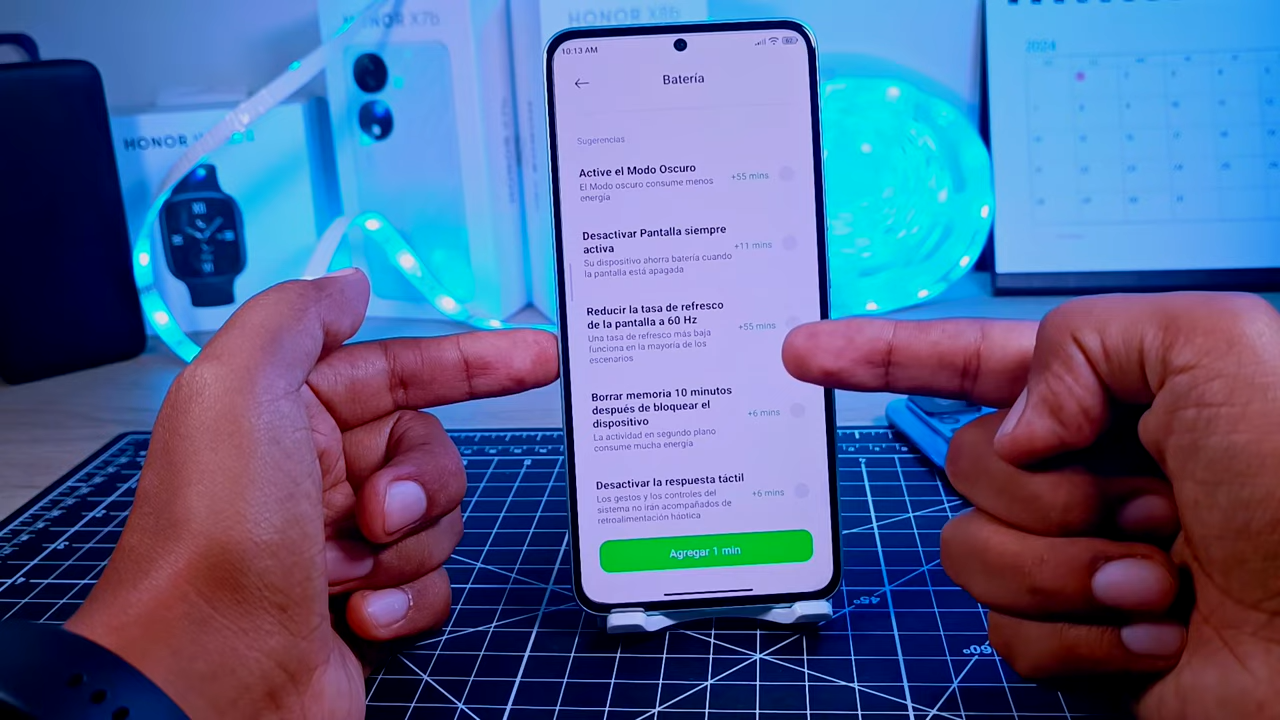 HONOR X7b
HONOR X8b
HONOR
2024
10:13 AM
Batería
Sugerencias
Active el Modo Oscuro
El Modo oscuro consume menos
energía
+55 mins
Desactivar Pantalla siempre
activa
Su dispositivo ahorra batería cuando
la pantalla está apagada
+11 mins
Reducir la tasa de refresco
de la pantalla a 60 Hz
Una tasa de refresco más baja
funciona en la mayoría de los
escenarios
+55 mins
Borrar memoria 10 minutos
después de bloquear el
dispositivo
La actividad en segundo plano
consume mucha energía
+6 mins
Desactivar la respuesta táctil
Los gestos y los controles del
sistema no irán acompañados de
retroalimentación háptica
+6 mins
Agregar 1 min
45°
60°